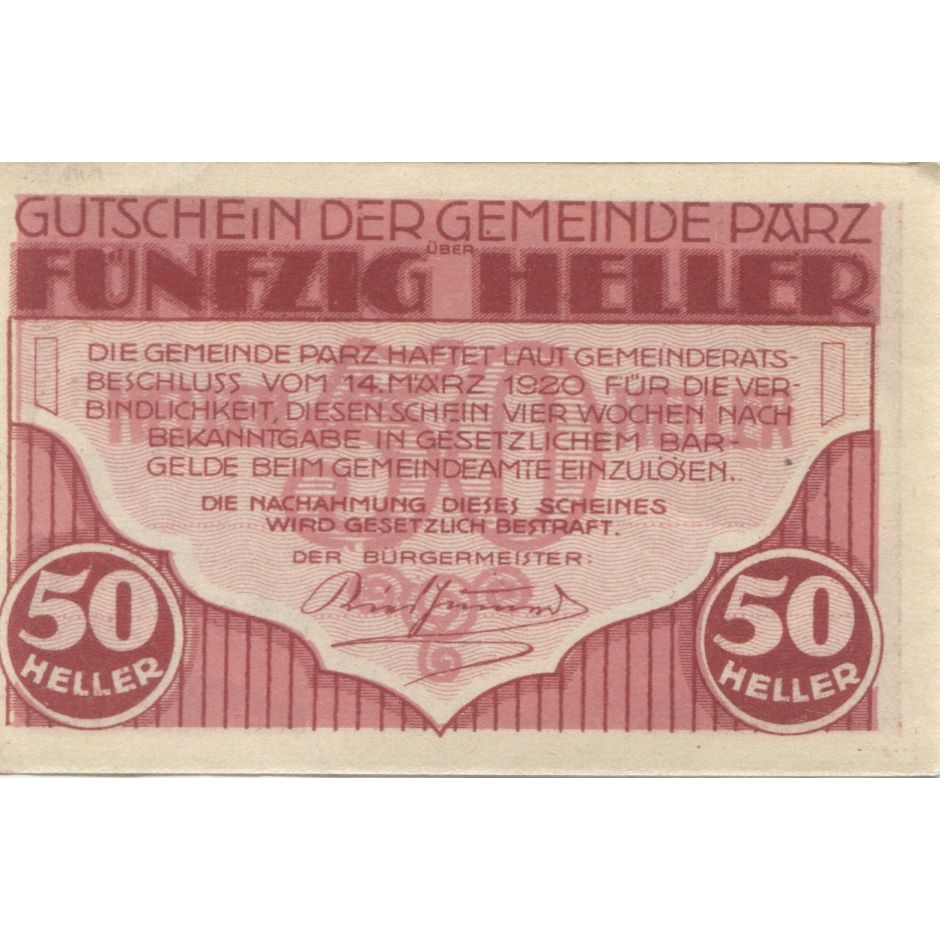 GUTSCHEIN DER GEMEINDE PARZ
ÜBER
FÜNFZIG HELLER
DIE GEMEINDE PARZ HAFTET LAUT GEMEINDERATS-
BESCHLUSS VOM 14. MÄRZ 1920 FÜR DIE VER-
BINDLICHKEIT, DIESEN SCHEIN VIER WOCHEN NACH
BEKANNTGABE IN GESETZLICHEM BAR-
GELDE BEIM GEMEINDEAMTE EINZULÖSEN.
DIE NACHAHMUNG DIESES SCHEINES
WIRD GESETZLICH BESTRAFT.
DER BÜRGERMEISTER:
50
HELLER
50
HELLER
50